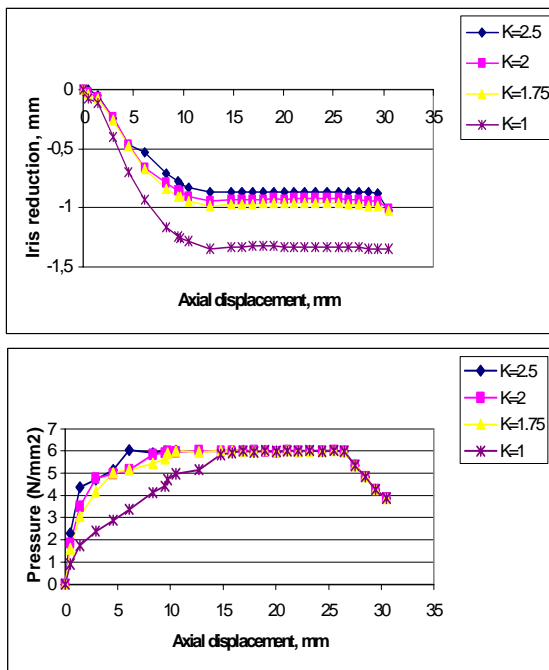 K=2.5
K=2
K=1.75
K=1
Iris reduction, mm
0
-0,5
-1
-1,5
0 5 10 15 20 25 30 35
Axial displacement, mm
K=2.5
K=2
K=1.75
K=1
Pressure (N/mm2)
7
6
5
4
3
2
1
0
0 5 10 15 20 25 30 35
Axial displacement, mm